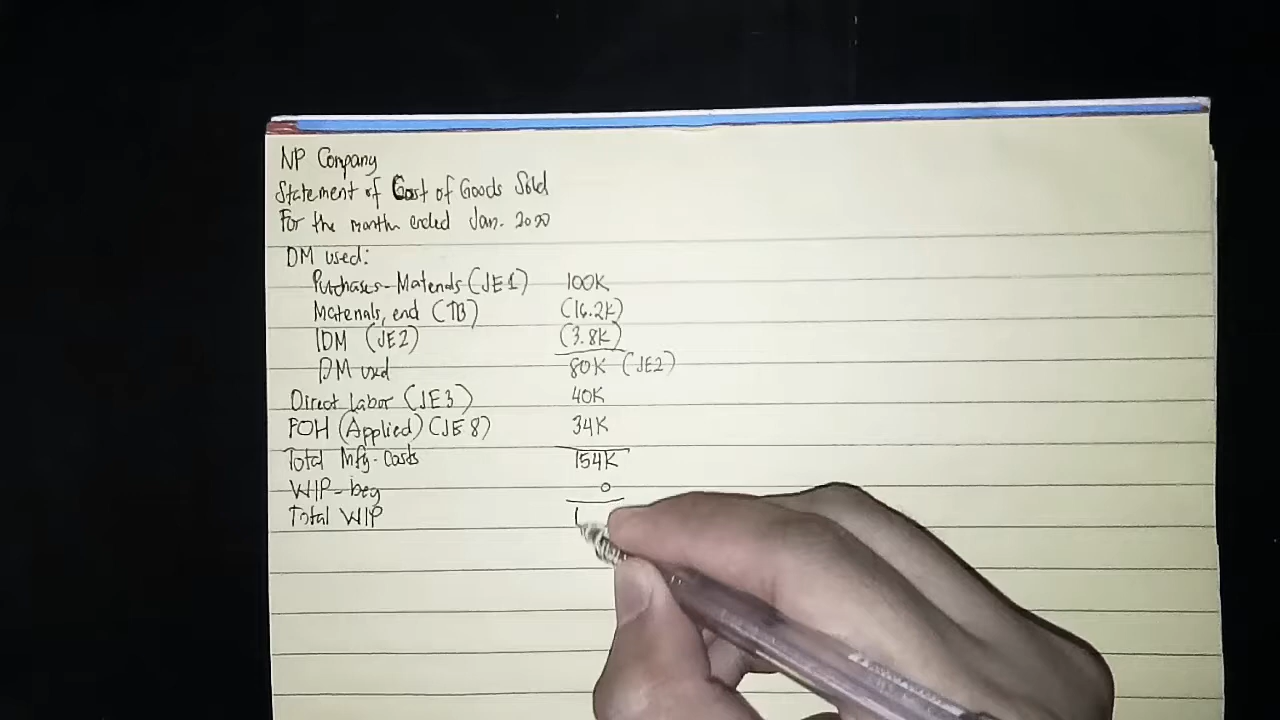 NP Company
Statement of Cost of Goods Sold
For the month ended Jan. 2020
DM used:
Purchases-Materials (JE1) 100K
Materials, end (TB) (16.2K)
IDM (JE2) (3.8K)
DM used 80K (JE2)
Direct Labor (JE3) 40K
FOH (Applied) (JE8) 34K
Total Mfg. Costs 154K
WIP-beg 0
Total WIP